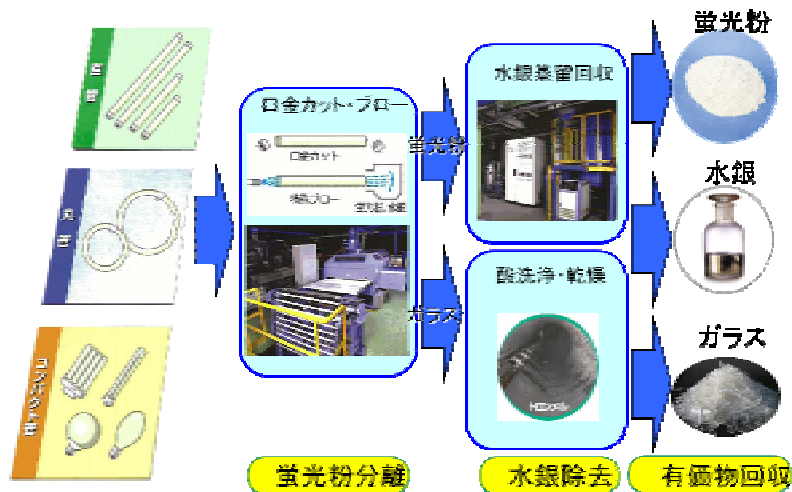 直管
丸管
コンパクト管
口金カット・ブロー
口金カット
蛍光粉
ガラス
水銀蒸留回収
酸洗浄・乾燥
蛍光粉
水銀
ガラス
蛍光粉分離
水銀除去
有価物回収